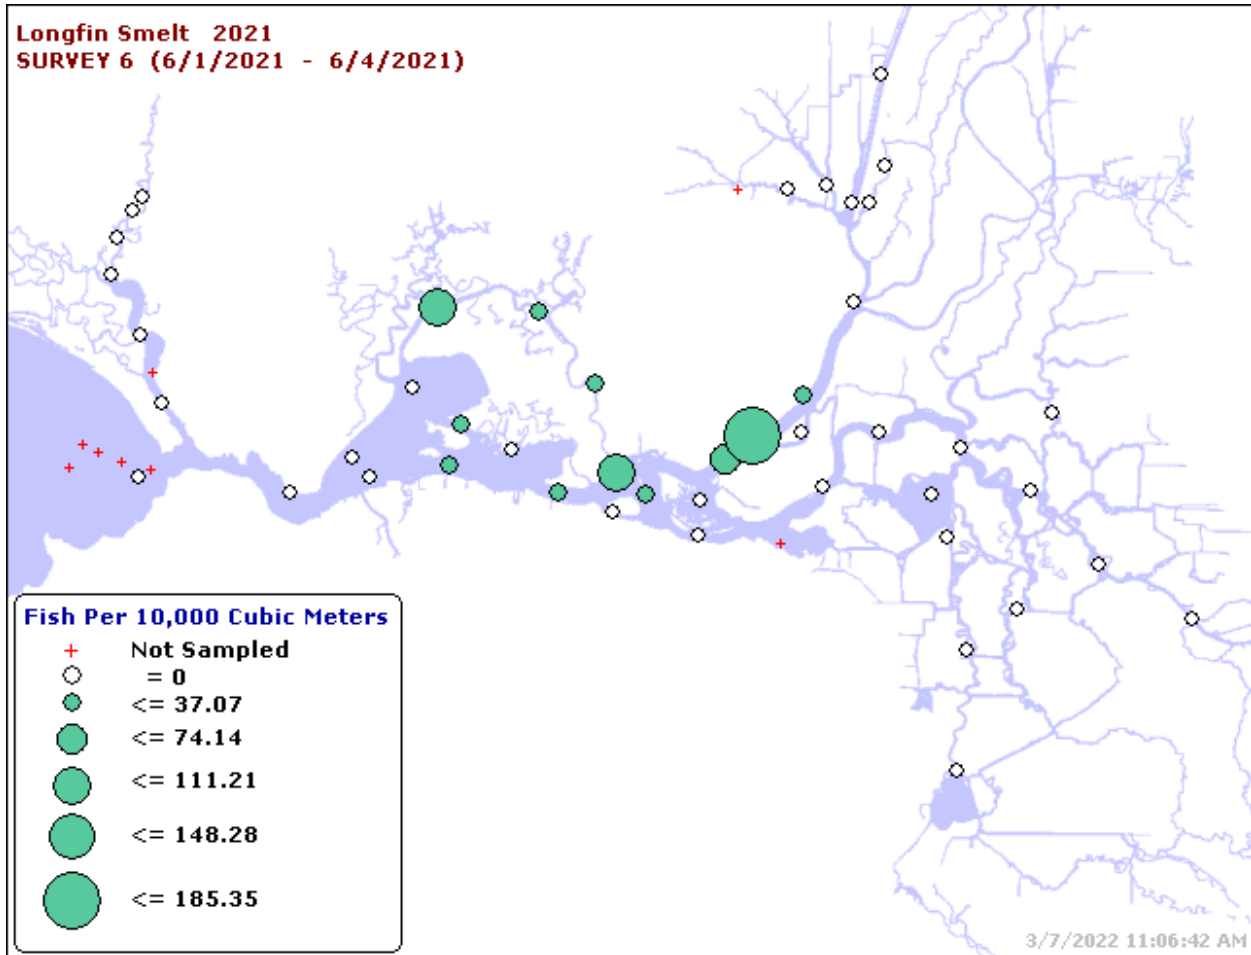 Longfin Smelt 2021
SURVEY 6 (6/1/2021 - 6/4/2021)
Fish Per 10,000 Cubic Meters
Not Sampled
= 0
<= 37.07
<= 74.14
<= 111.21
<= 148.28
<= 185.35
3/7/2022 11:06:42 AM